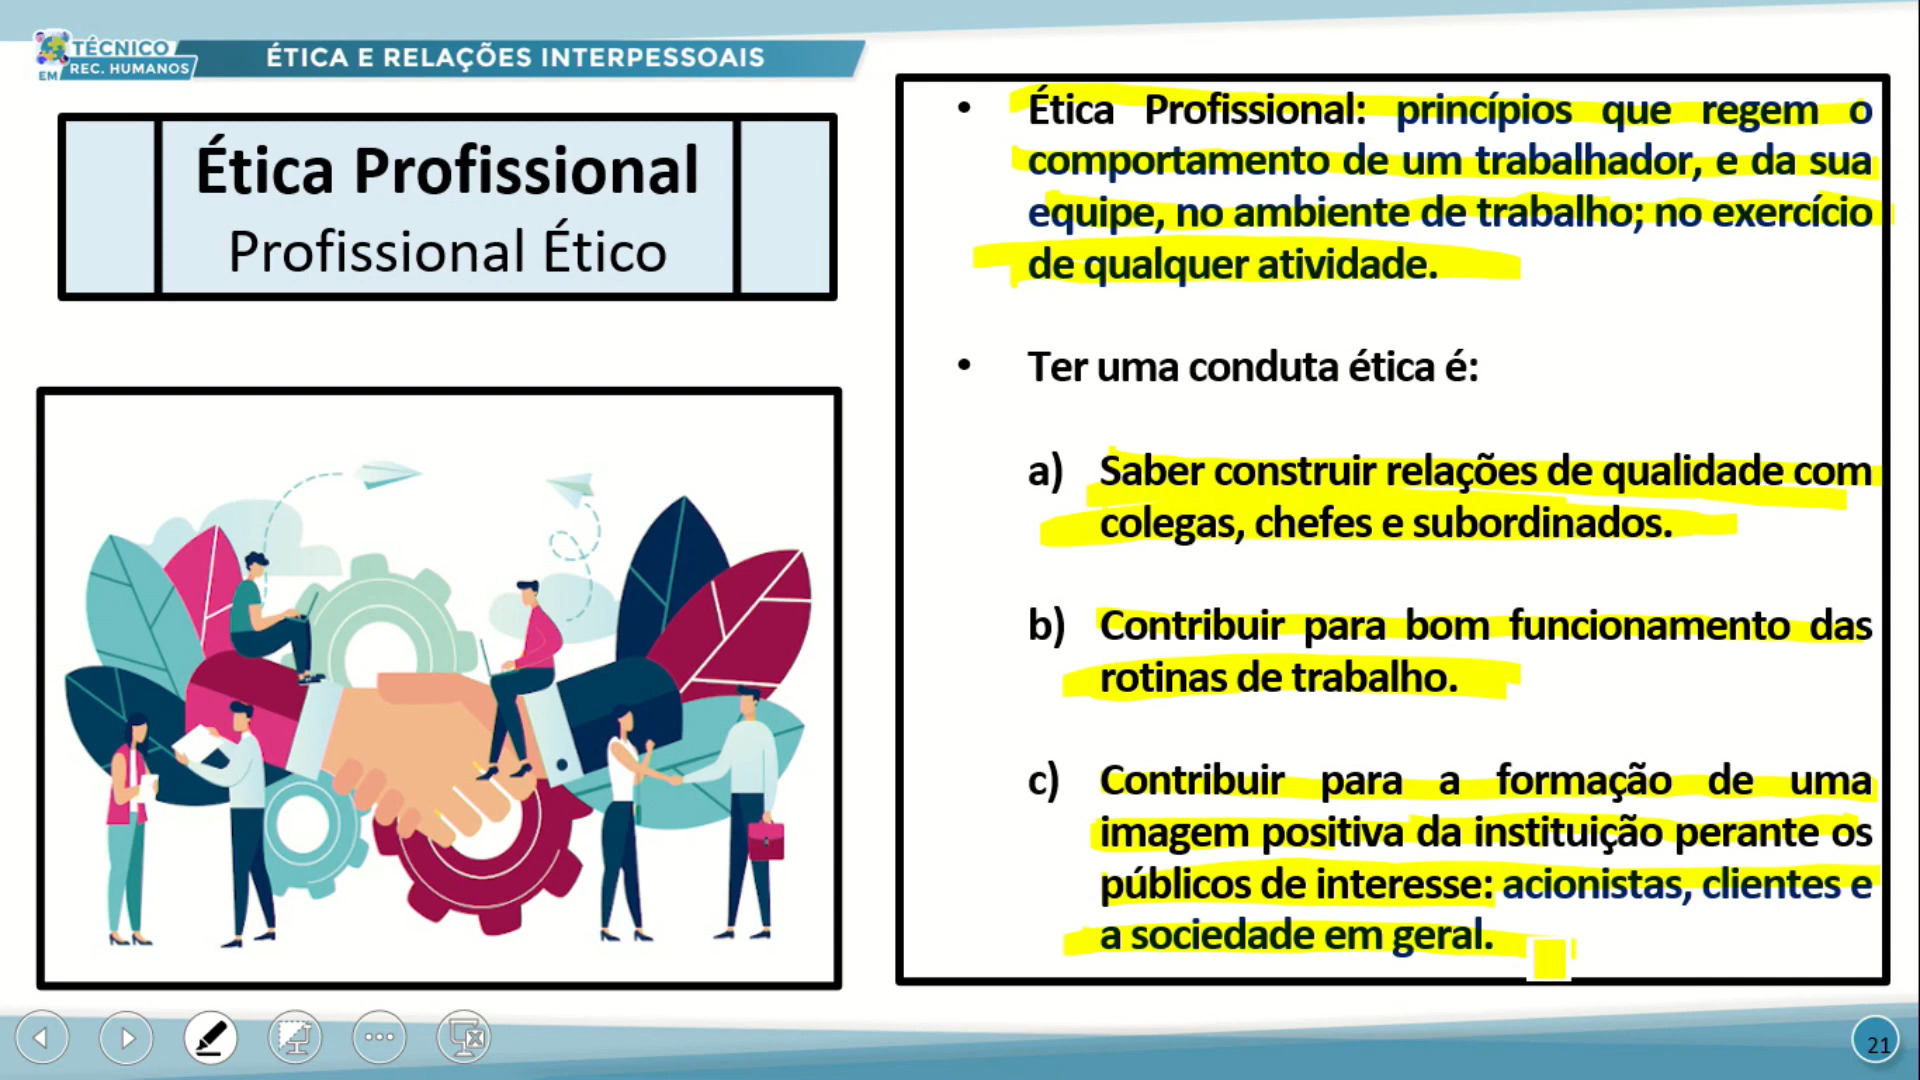 TÉCNICO
EM REC. HUMANOS
ÉTICA E RELAÇÕES INTERPESSOAIS
Ética Profissional
Profissional Ético
• Ética Profissional: princípios que regem o
comportamento de um trabalhador, e da sua
equipe, no ambiente de trabalho; no exercício
de qualquer atividade.
• Ter uma conduta ética é:
a) Saber construir relações de qualidade com
colegas, chefes e subordinados.
b) Contribuir para bom funcionamento das
rotinas de trabalho.
c) Contribuir para a formação de uma
imagem positiva da instituição perante os
públicos de interesse: acionistas, clientes e
a sociedade em geral.
21